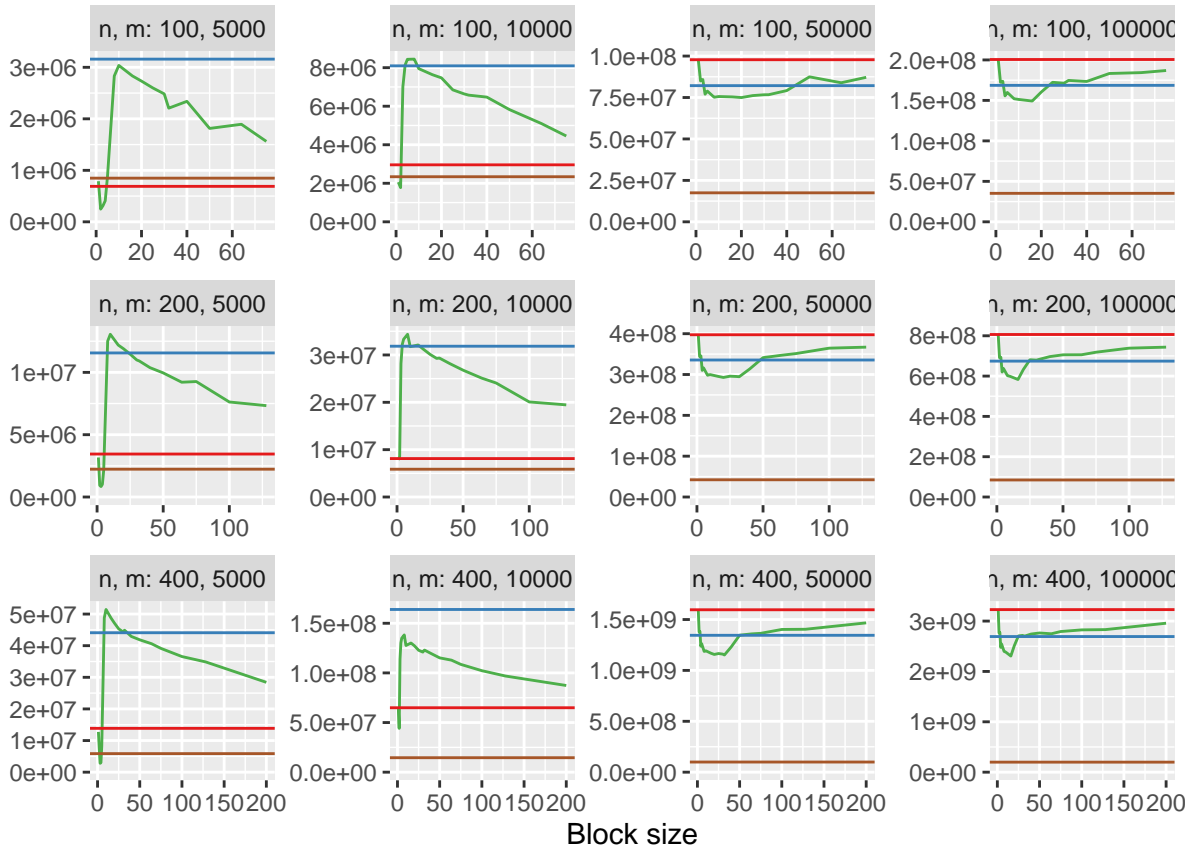 n, m: 100, 5000
3e+06
2e+06
1e+06
0e+00
0 20 40 60
n, m: 100, 10000
8e+06
6e+06
4e+06
2e+06
0e+00
0 20 40 60
n, m: 100, 50000
1.0e+08
7.5e+07
5.0e+07
2.5e+07
0.0e+00
0 20 40 60
n, m: 100, 100000
2.0e+08
1.5e+08
1.0e+08
5.0e+07
0.0e+00
0 20 40 60
n, m: 200, 5000
1e+07
5e+06
0e+00
0 50 100
n, m: 200, 10000
3e+07
2e+07
1e+07
0e+00
0 50 100
n, m: 200, 50000
4e+08
3e+08
2e+08
1e+08
0e+00
0 50 100
n, m: 200, 100000
8e+08
6e+08
4e+08
2e+08
0e+00
0 50 100
n, m: 400, 5000
5e+07
4e+07
3e+07
2e+07
1e+07
0e+00
0 50 100 150 200
n, m: 400, 10000
1.5e+08
1.0e+08
5.0e+07
0.0e+00
0 50 100 150 200
n, m: 400, 50000
1.5e+09
1.0e+09
5.0e+08
0.0e+00
0 50 100 150 200
n, m: 400, 100000
3e+09
2e+09
1e+09
0e+00
0 50 100 150 200
Block size